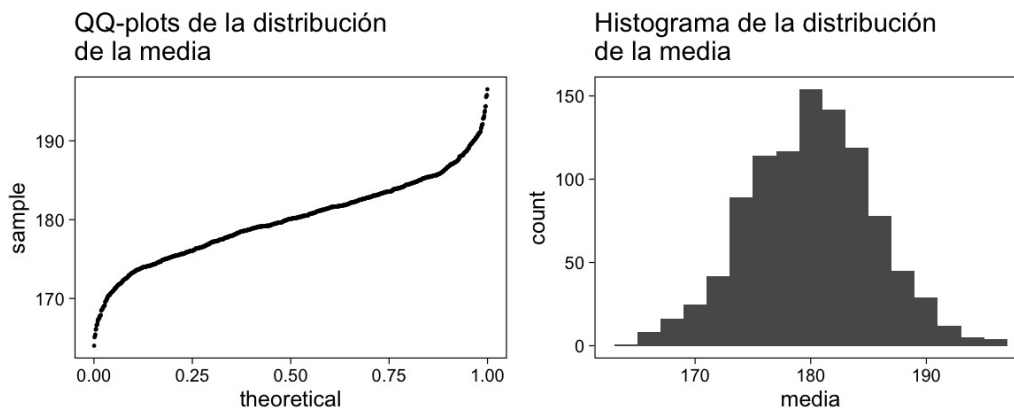 QQ-plots de la distribución
de la media
190
180
170
sample
0.00 0.25 0.50 0.75 1.00
theoretical
Histograma de la distribución
de la media
150
100
50
0
count
170 180 190
media